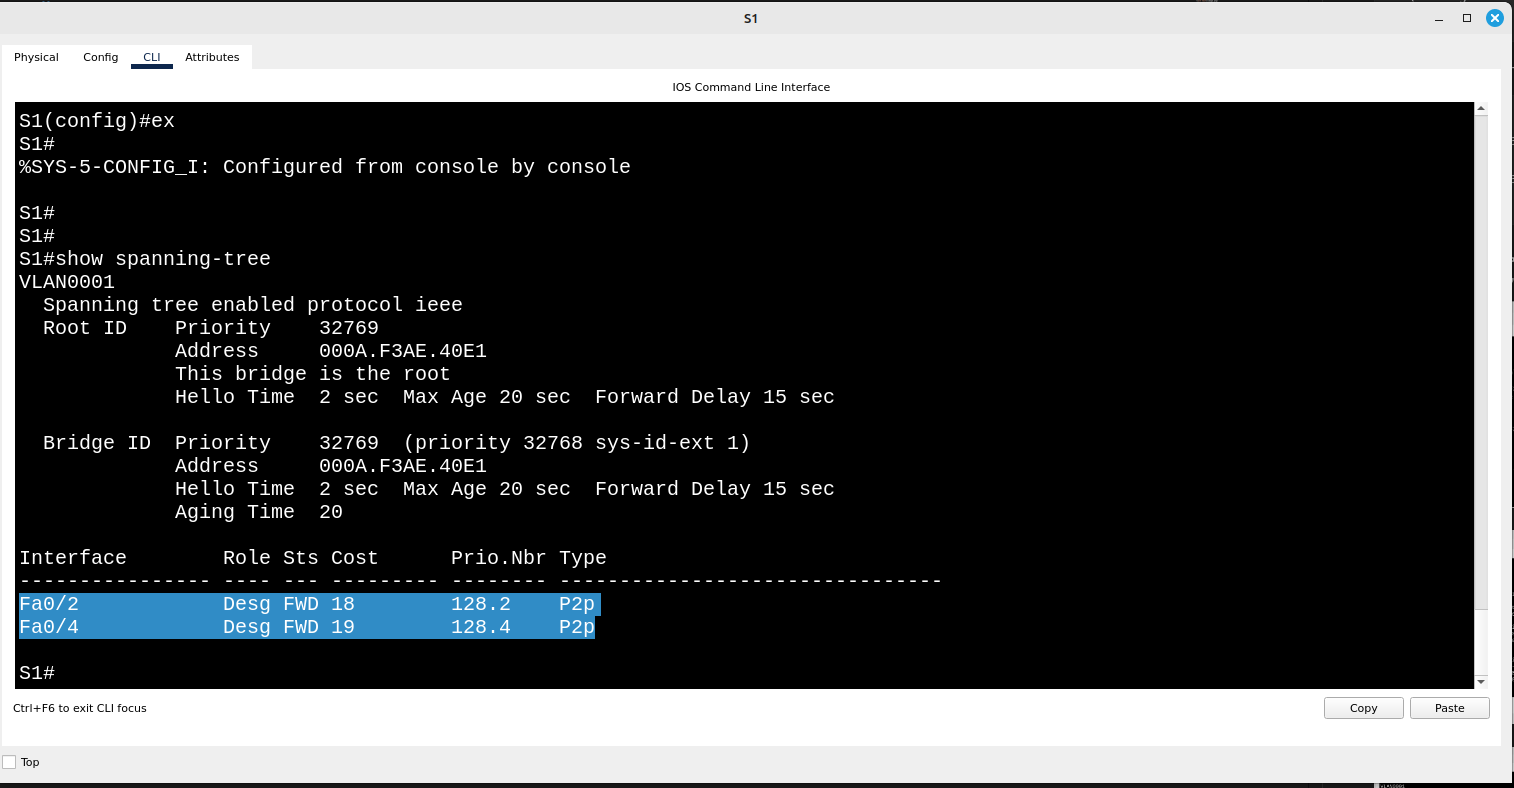 S1
Physical Config CLI Attributes
IOS Command Line Interface
S1(config)#ex
S1#
%SYS-5-CONFIG_I: Configured from console by console
S1#
S1#
S1#show spanning-tree
VLAN0001
  Spanning tree enabled protocol ieee
  Root ID    Priority    32769
             Address     000A.F3AE.40E1
             This bridge is the root
             Hello Time  2 sec  Max Age 20 sec  Forward Delay 15 sec
  Bridge ID  Priority    32769  (priority 32768 sys-id-ext 1)
             Address     000A.F3AE.40E1
             Hello Time  2 sec  Max Age 20 sec  Forward Delay 15 sec
             Aging Time  20
Interface        Role Sts Cost      Prio.Nbr Type
---------------- ---- --- --------- -------- --------------------------------
Fa0/2            Desg FWD 18        128.2    P2p
Fa0/4            Desg FWD 19        128.4    P2p
S1#
Ctrl+F6 to exit CLI focus
Copy Paste
Top